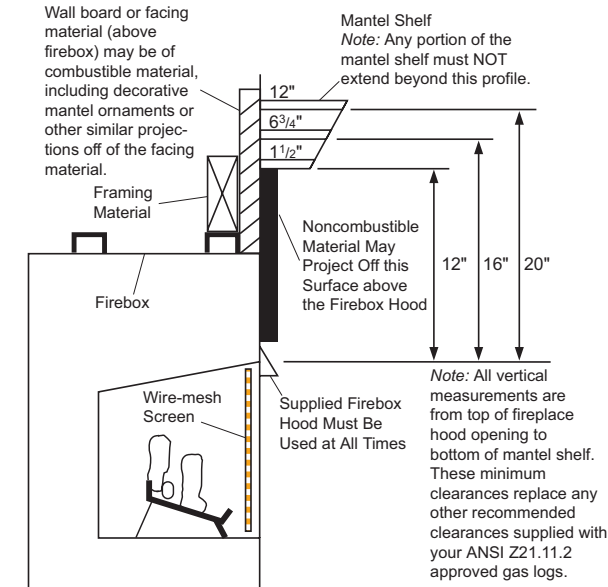 Wall board or facing
material (above
firebox) may be of
combustible material,
including decorative
mantel ornaments or
other similar projec-
tions off of the facing
material.
Mantel Shelf
Note: Any portion of the
mantel shelf must NOT
extend beyond this profile.
12"
6 3/4"
1 1/2"
Framing
Material
Noncombustible
Material May
Project Off this
Surface above
the Firebox Hood
12"
16"
20"
Firebox
Wire-mesh
Screen
Supplied Firebox
Hood Must Be
Used at All Times
Note: All vertical
measurements are
from top of fireplace
hood opening to
bottom of mantel shelf.
These minimum
clearances replace any
other recommended
clearances supplied with
your ANSI Z21.11.2
approved gas logs.